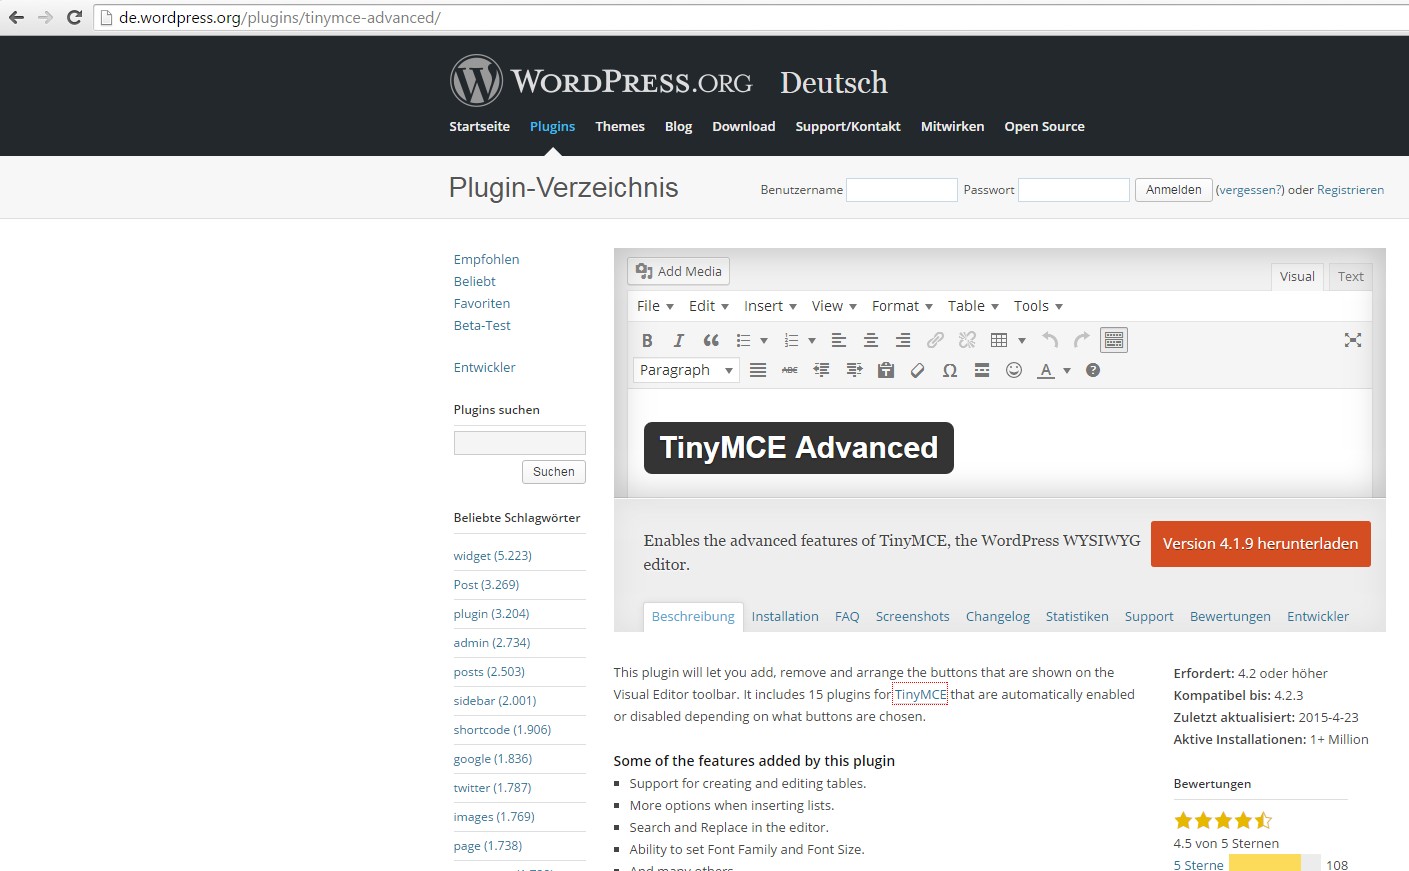 de.wordpress.org/plugins/tinymce-advanced/
WORDPRESS.ORG Deutsch
Startseite Plugins Themes Blog Download Support/Kontakt Mitwirken Open Source
Plugin-Verzeichnis
Benutzername Passwort Anmelden (vergessen?) oder Registrieren
Empfohlen
Beliebt
Favoriten
Beta-Test
Entwickler
Plugins suchen
Suchen
Beliebte Schlagwörter
widget (5.223)
Post (3.269)
plugin (3.204)
admin (2.734)
posts (2.503)
sidebar (2.001)
shortcode (1.906)
google (1.836)
twitter (1.787)
images (1.769)
page (1.738)
Add Media
Visual Text
File Edit Insert View Format Table Tools
Paragraph ABC
TinyMCE Advanced
Enables the advanced features of TinyMCE, the WordPress WYSIWYG
editor.
Version 4.1.9 herunterladen
Beschreibung Installation FAQ Screenshots Changelog Statistiken Support Bewertungen Entwickler
This plugin will let you add, remove and arrange the buttons that are shown on the
Visual Editor toolbar. It includes 15 plugins for TinyMCE that are automatically enabled
or disabled depending on what buttons are chosen.
Some of the features added by this plugin
Support for creating and editing tables.
More options when inserting lists.
Search and Replace in the editor.
Ability to set Font Family and Font Size.
And many others.
Erfordert: 4.2 oder höher
Kompatibel bis: 4.2.3
Zuletzt aktualisiert: 2015-4-23
Aktive Installationen: 1+ Million
Bewertungen
4.5 von 5 Sternen
5 Sterne 108